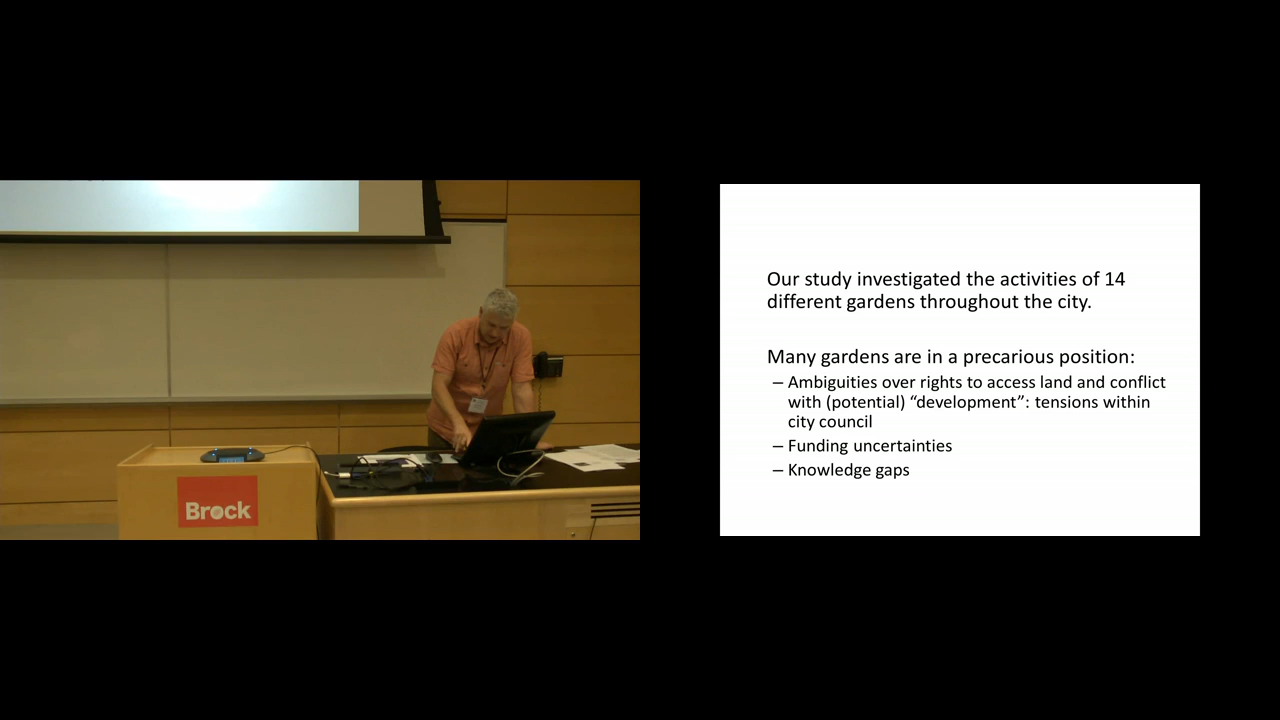 Our study investigated the activities of 14
different gardens throughout the city.
Many gardens are in a precarious position:
– Ambiguities over rights to access land and conflict
with (potential) “development”: tensions within
city council
– Funding uncertainties
– Knowledge gaps
Brock